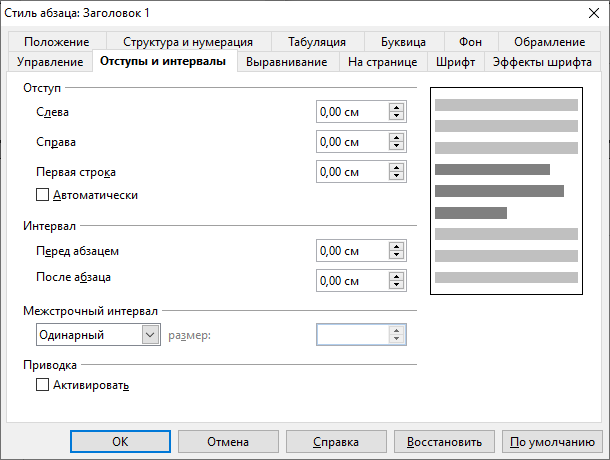 Стиль абзаца: Заголовок 1
Положение Структура и нумерация Табуляция Буквица Фон Обрамление
Управление Отступы и интервалы Выравнивание На странице Шрифт Эффекты шрифта
Отступ
Слева 0,00 см
Справа 0,00 см
Первая строка 0,00 см
Автоматически
Интервал
Перед абзацем 0,00 см
После абзаца 0,00 см
Межстрочный интервал
Одинарный размер:
Приводка
Активировать
ОК Отмена Справка Восстановить По умолчанию